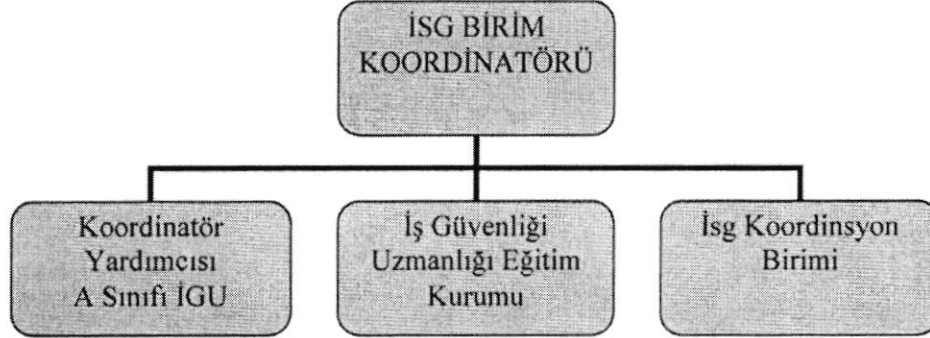 İSG BİRİM
KOORDİNATÖRÜ
Koordinatör
Yardımcısı
A Sınıfı İGU
İş Güvenliği
Uzmanlığı Eğitim
Kurumu
İsg Koordinsyon
Birimi